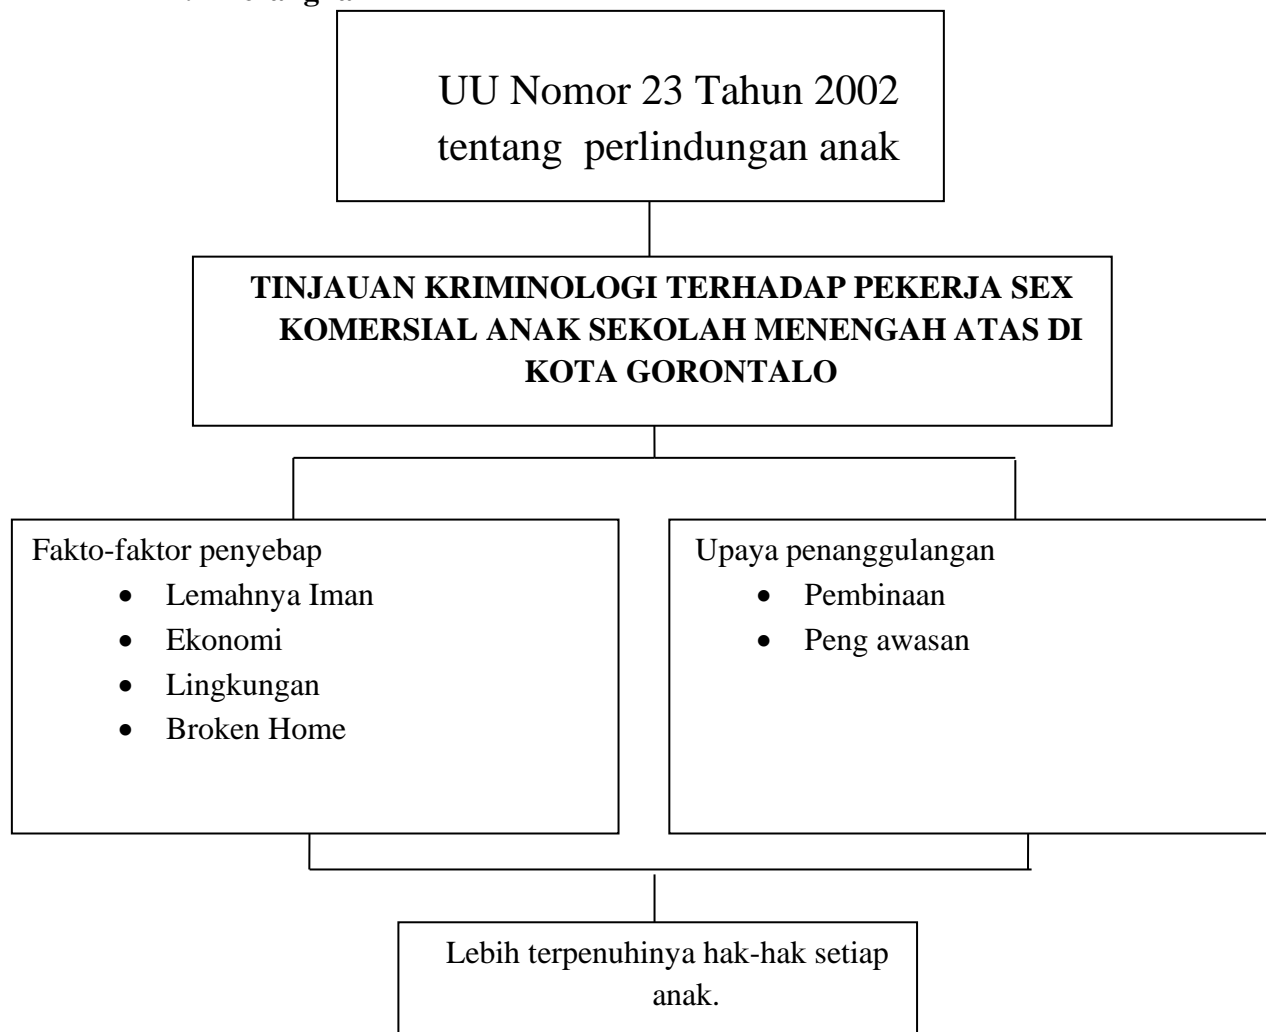 UU Nomor 23 Tahun 2002
tentang perlindungan anak
TINJAUAN KRIMINOLOGI TERHADAP PEKERJA SEX
KOMERSIAL ANAK SEKOLAH MENENGAH ATAS DI
KOTA GORONTALO
Fakto-faktor penyebap
• Lemahnya Iman
• Ekonomi
• Lingkungan
• Broken Home
Upaya penanggulangan
• Pembinaan
• Peng awasan
Lebih terpenuhinya hak-hak setiap
anak.